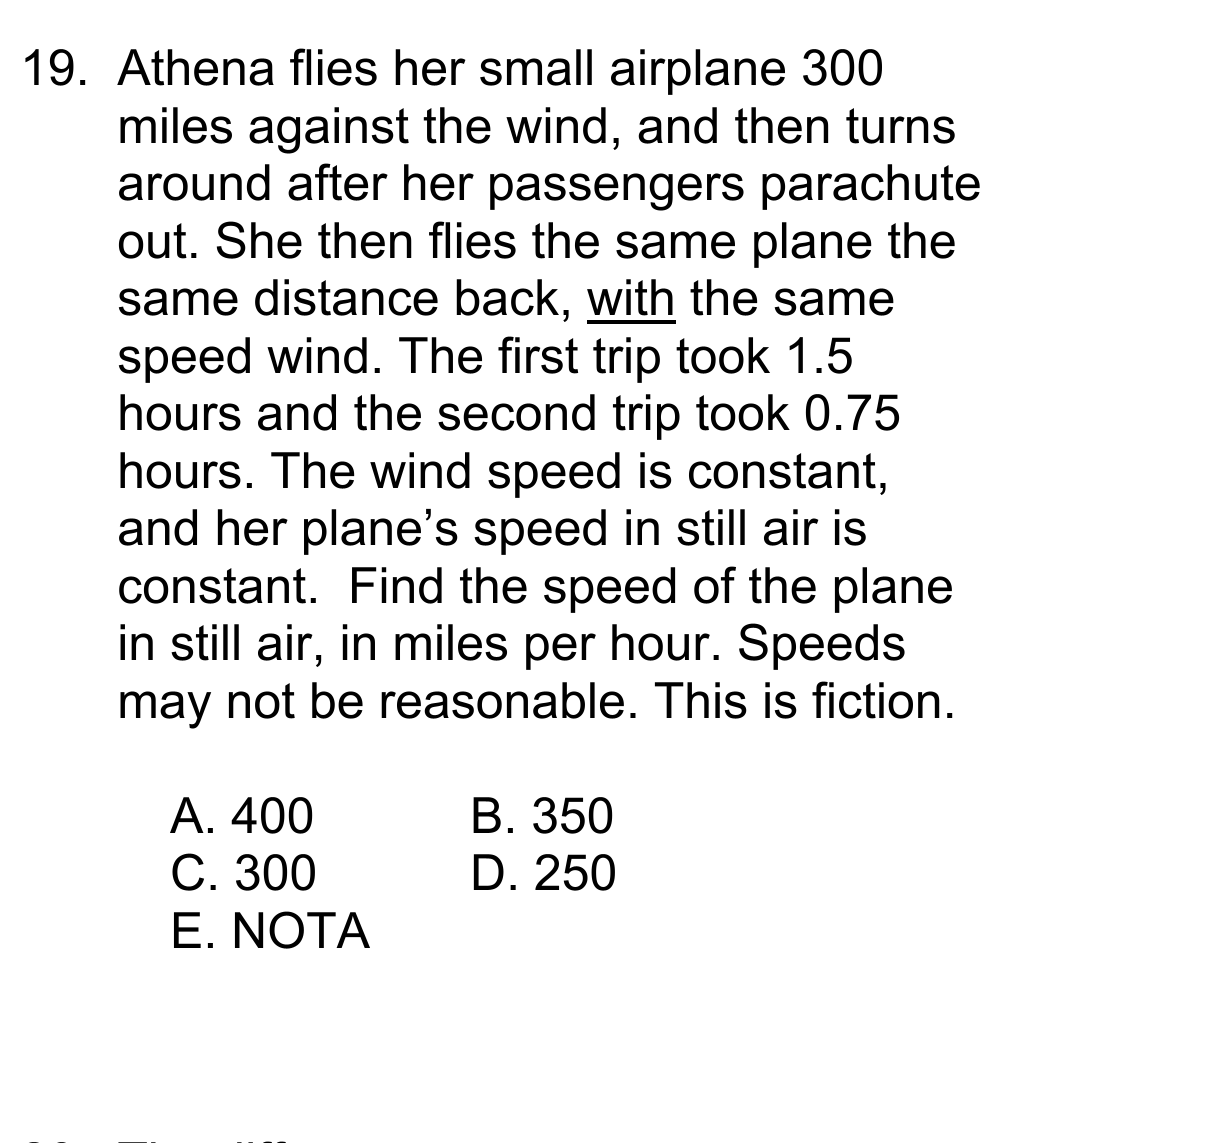 19. Athena flies her small airplane 300
miles against the wind, and then turns
around after her passengers parachute
out. She then flies the same plane the
same distance back, with the same
speed wind. The first trip took 1.5
hours and the second trip took 0.75
hours. The wind speed is constant,
and her plane’s speed in still air is
constant.  Find the speed of the plane
in still air, in miles per hour. Speeds
may not be reasonable. This is fiction.
A. 400 B. 350
C. 300 D. 250
E. NOTA